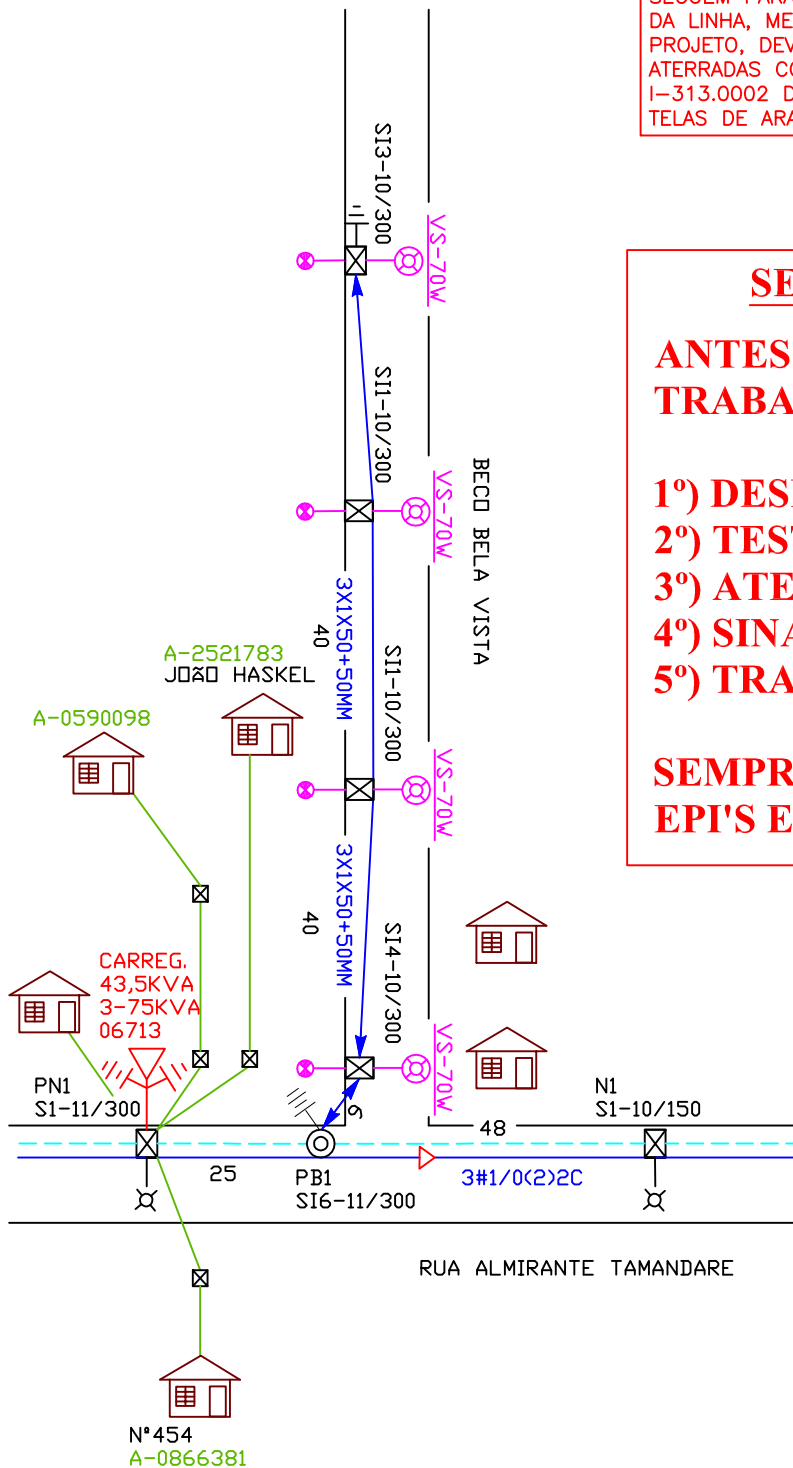 SEGUEM PARA
DA LINHA, ME
PROJETO, DEV
ATERRADAS CO
I-313.0002 D
TELAS DE ARA
SI3-10/300
VS-70W
SE
ANTES
TRABA
1º) DES
2º) TES
3º) ATE
4º) SINA
5º) TRA
SEMPR
EPI'S E
SI1-10/300
VS-70W
BECO BELA VISTA
3X1X50+50MM
40
SI1-10/300
A-2521783
JOÃO HASKEL
A-0590098
VS-70W
3X1X50+50MM
40
SI4-10/300
CARREG.
43,5KVA
3-75KVA
06713
VS-70W
PN1
S1-11/300
6
N1
S1-10/150
48
25
PB1
SI6-11/300
3#1/0(2)2C
RUA ALMIRANTE TAMANDARE
Nº454
A-0866381